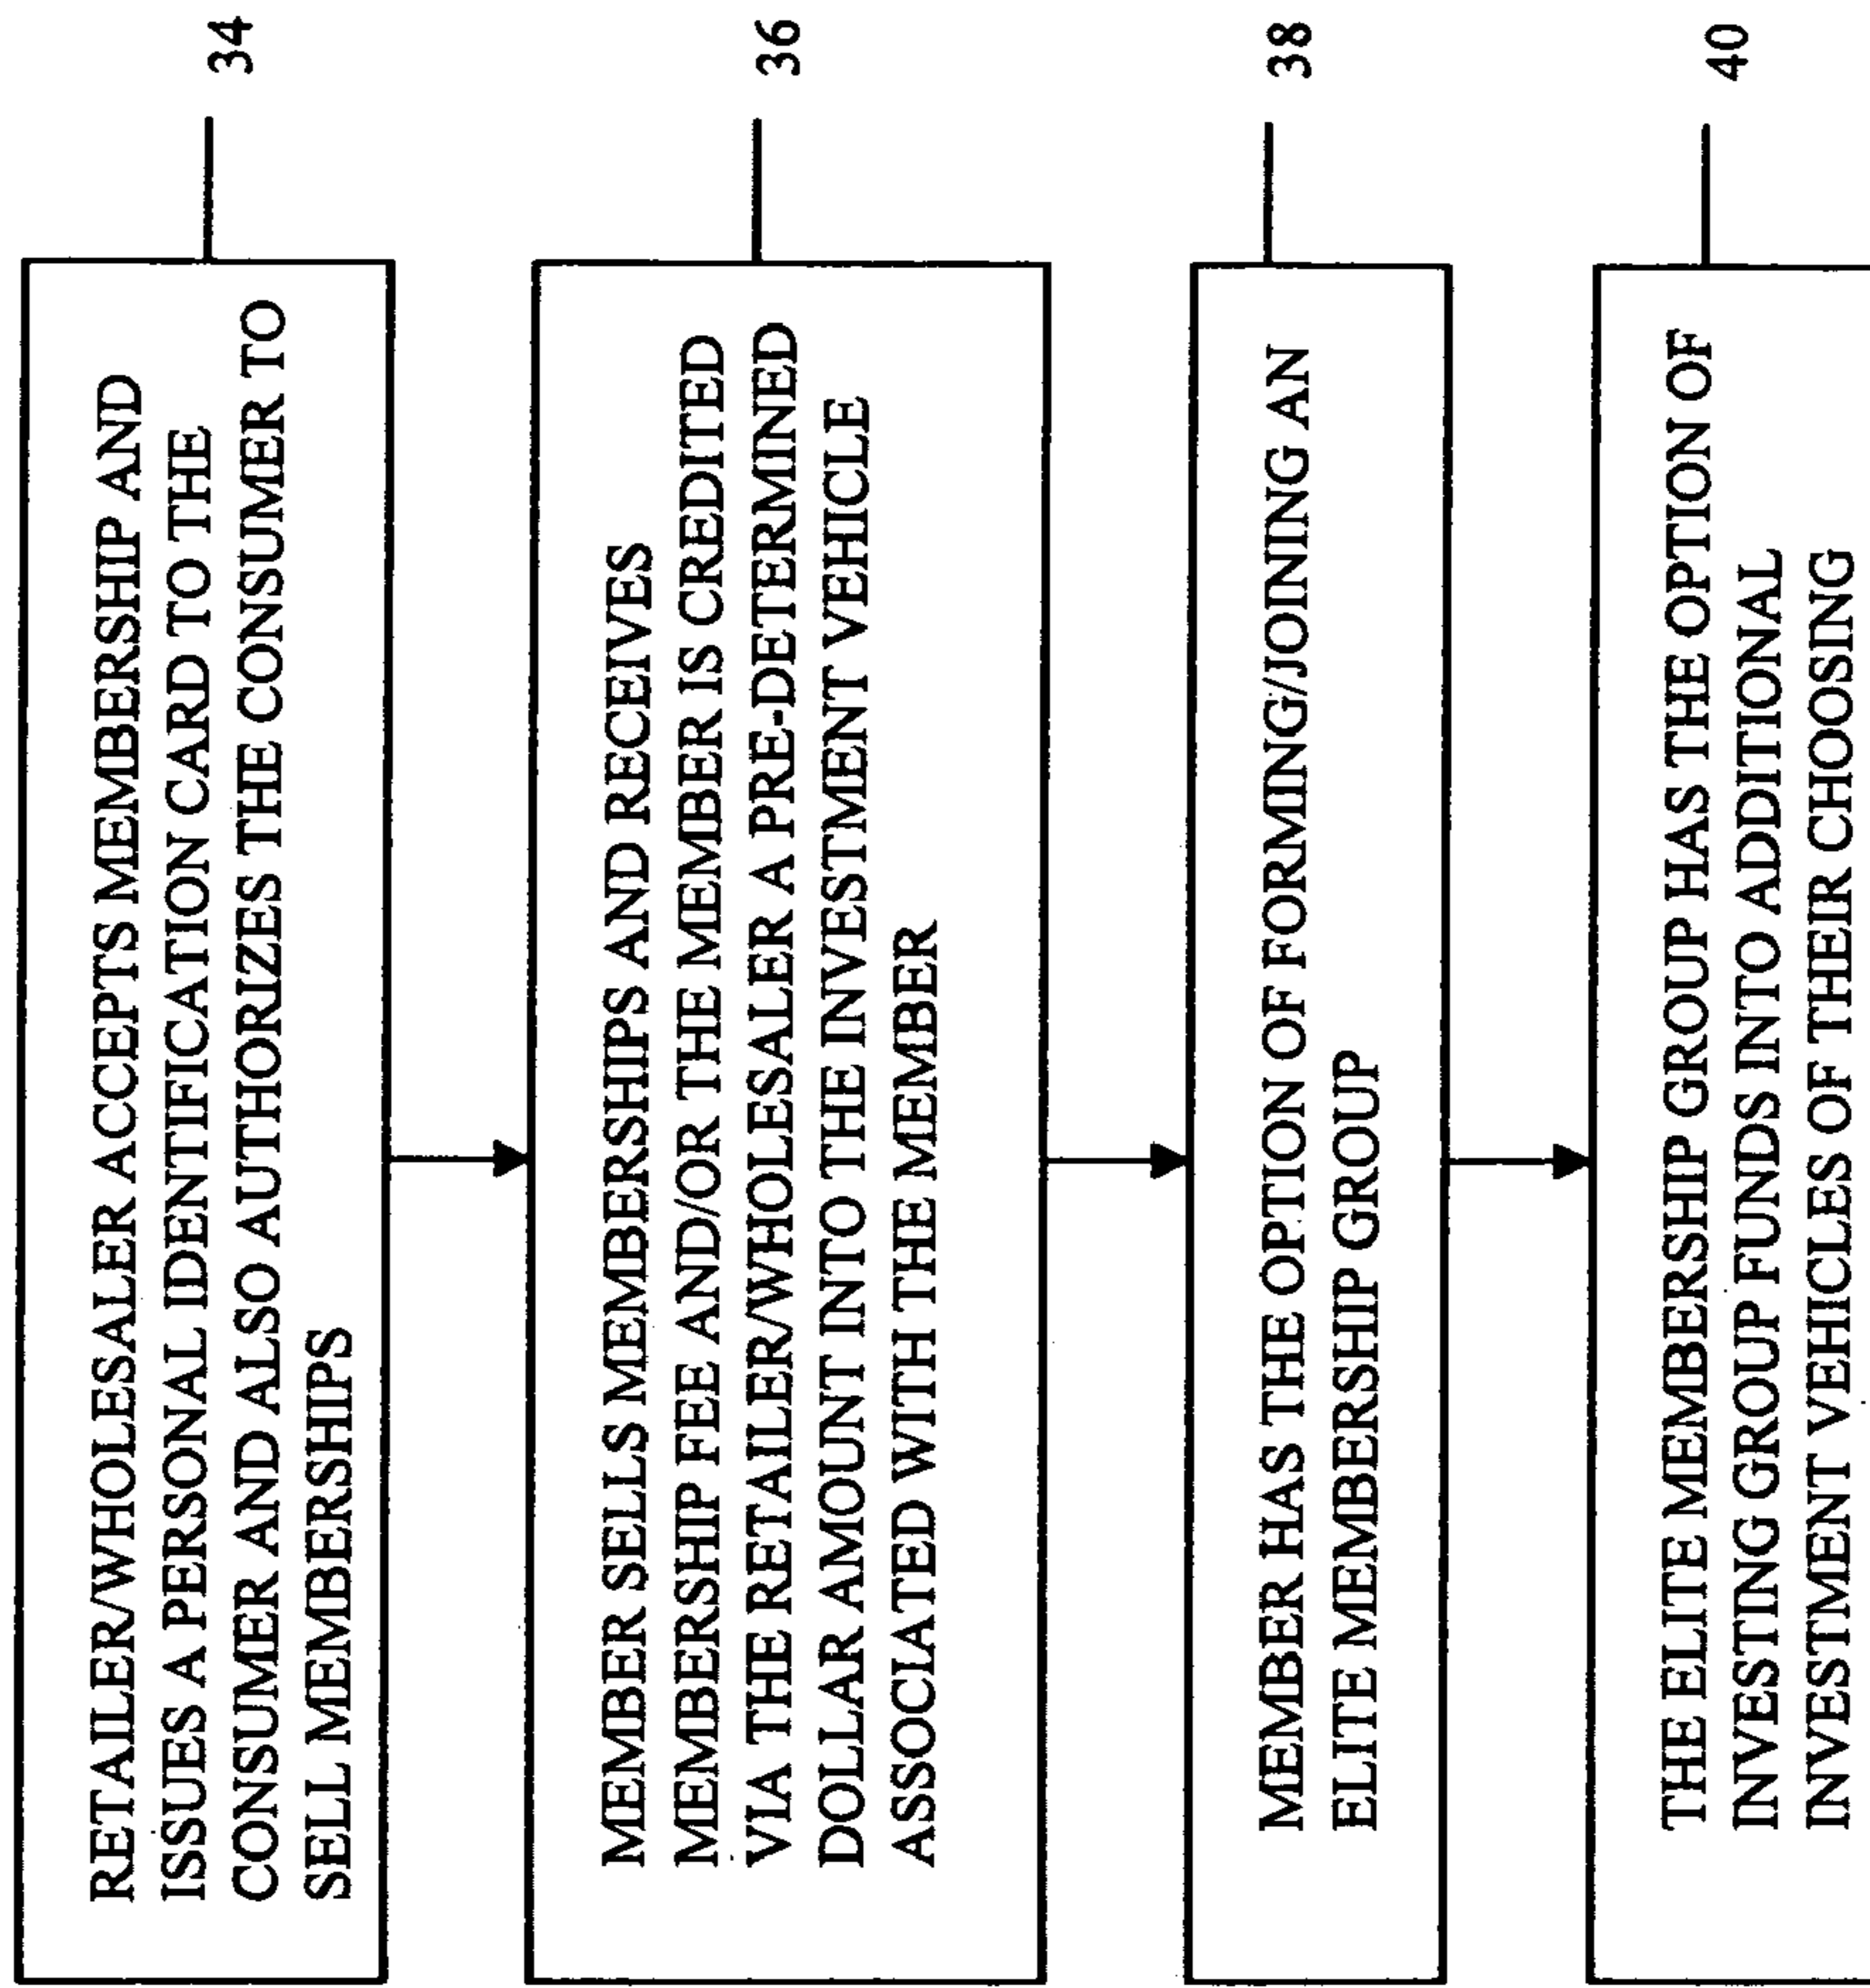 RETAILER/WHOLESALER ACCEPTS MEMBERSHIP AND
ISSUES A PERSONAL IDENTIFICATION CARD TO THE
CONSUMER AND ALSO AUTHORIZES THE CONSUMER TO
SELL MEMBERSHIPS
34
MEMBER SELLS MEMBERSHIPS AND RECEIVES
MEMBERSHIP FEE AND/OR THE MEMBER IS CREDITED
VIA THE RETAILER/WHOLESALER A PRE-DETERMINED
DOLLAR AMOUNT INTO THE INVESTMENT VEHICLE
ASSOCLATED WITH THE MEMBER
36
MEMBER HAS THE OPTION OF FORMING/JOINING AN
ELITE MEMBERSHIP GROUP
38
THE ELITE MEMBERSHIP GROUP HAS THE OPTION OF
INVESTING GROUP FUNDS INTO ADDITIONAL
INVESTMENT VEHICLES OF THEIR CHOOSING
40